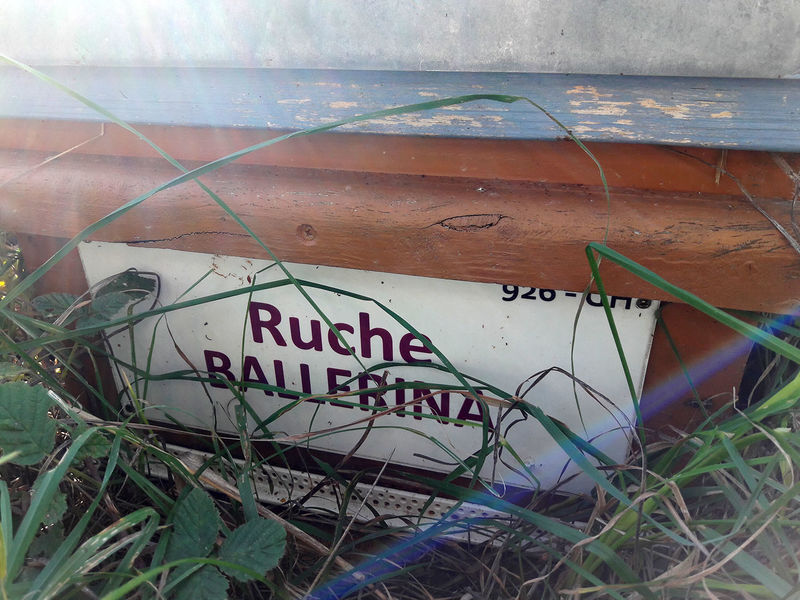 926 - CH
Ruche
BALLERINA